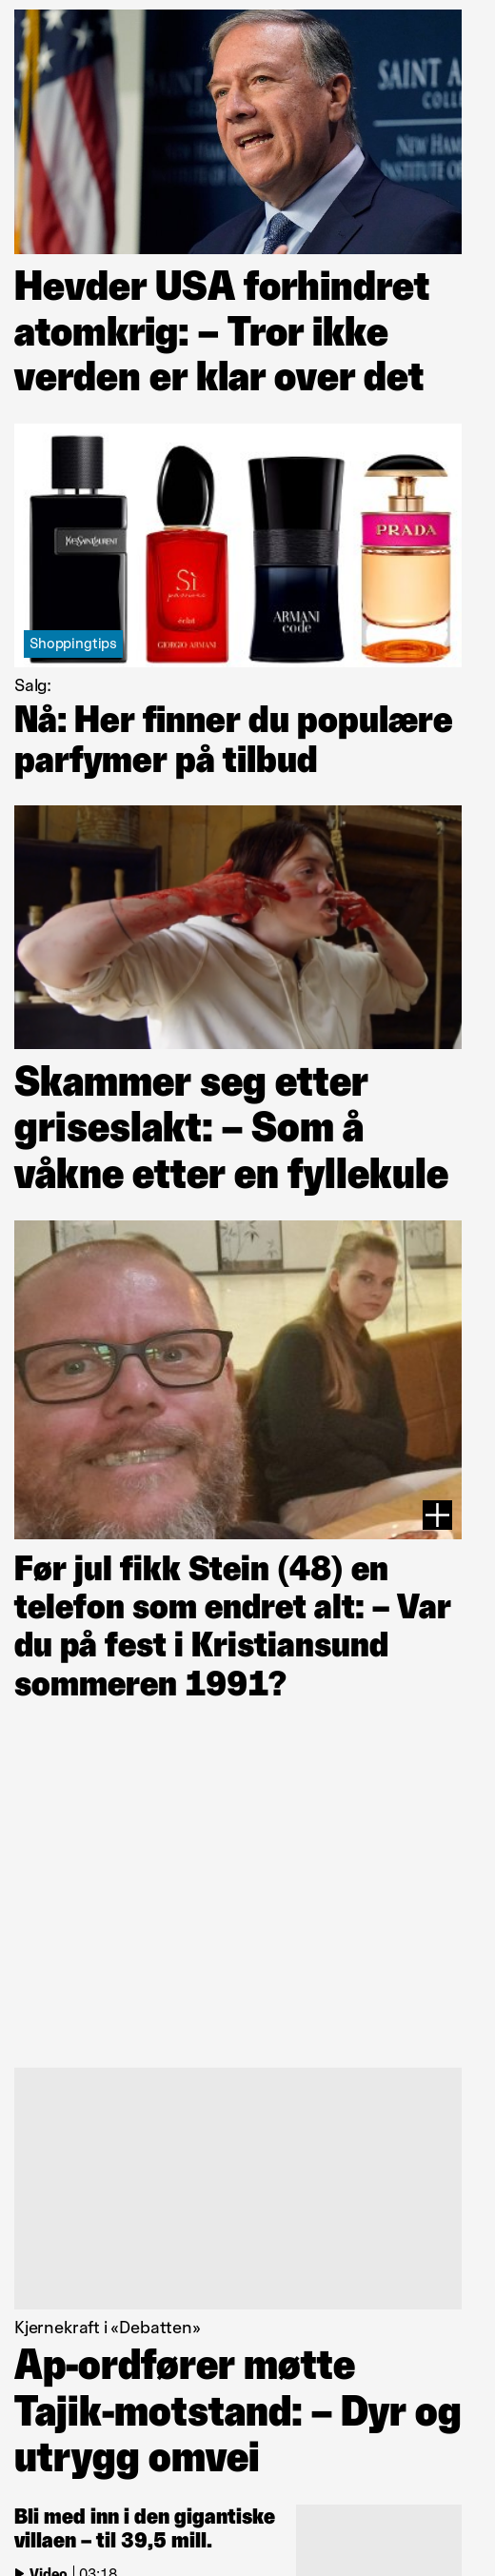 SAINT A
COLL
NEW HAM
INSTITUTE OF
Hevder USA forhindret
atomkrig: – Tror ikke
verden er klar over det
YVESSAINTLAURENT
Sì
passione
éclat
GIORGIO ARMANI
ARMANI
code
PRADA
Shoppingtips
Salg:
Nå: Her finner du populære
parfymer på tilbud
Skammer seg etter
griseslakt: – Som å
våkne etter en fyllekule
Før jul fikk Stein (48) en
telefon som endret alt: – Var
du på fest i Kristiansund
sommeren 1991?
Kjernekraft i «Debatten»
Ap-ordfører møtte
Tajik-motstand: – Dyr og
utrygg omvei
Bli med inn i den gigantiske
villaen – til 39,5 mill.
Video | 03:18